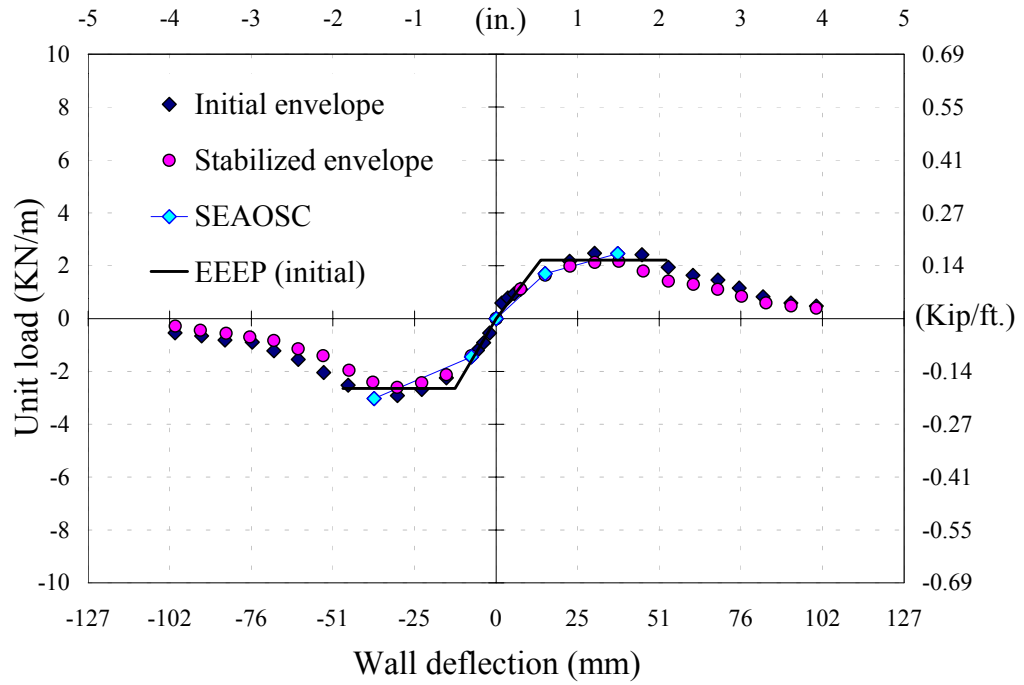 -5 -4 -3 -2 -1 (in.) 1 2 3 4 5
10 0.69
8 0.55
6 0.41
4 0.27
2 0.14
0 (Kip/ft.)
-2 -0.14
-4 -0.27
-6 -0.41
-8 -0.55
-10 -0.69
Initial envelope
Stabilized envelope
SEAOSC
EEEP (initial)
Unit load (KN/m)
-127 -102 -76 -51 -25 0 25 51 76 102 127
Wall deflection (mm)